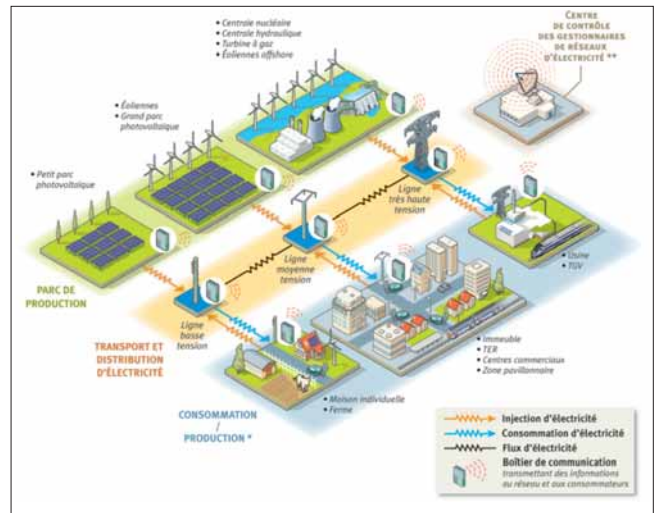 • Centrale nucléaire
• Centrale hydraulique
• Turbine à gaz
• Éoliennes offshore
CENTRE
DE CONTRÔLE
DES GESTIONNAIRES
DE RÉSEAUX
D'ÉLECTRICITÉ **
• Éoliennes
• Grand parc
photovoltaïque
• Petit parc
photovoltaïque
Ligne
très haute
tension
Ligne
moyenne
tension
Ligne
basse
tension
• Usine
• TGV
PARC DE
PRODUCTION
TRANSPORT ET
DISTRIBUTION
D'ÉLECTRICITÉ
• Immeuble
• TER
• Centres commerciaux
• Zone pavillonnaire
• Maison individuelle
• Ferme
CONSOMMATION
/
PRODUCTION *
Injection d'électricité
Consommation d'électricité
Flux d'électricité
Boîtier de communication
transmettant des informations
au réseau et aux consommateurs